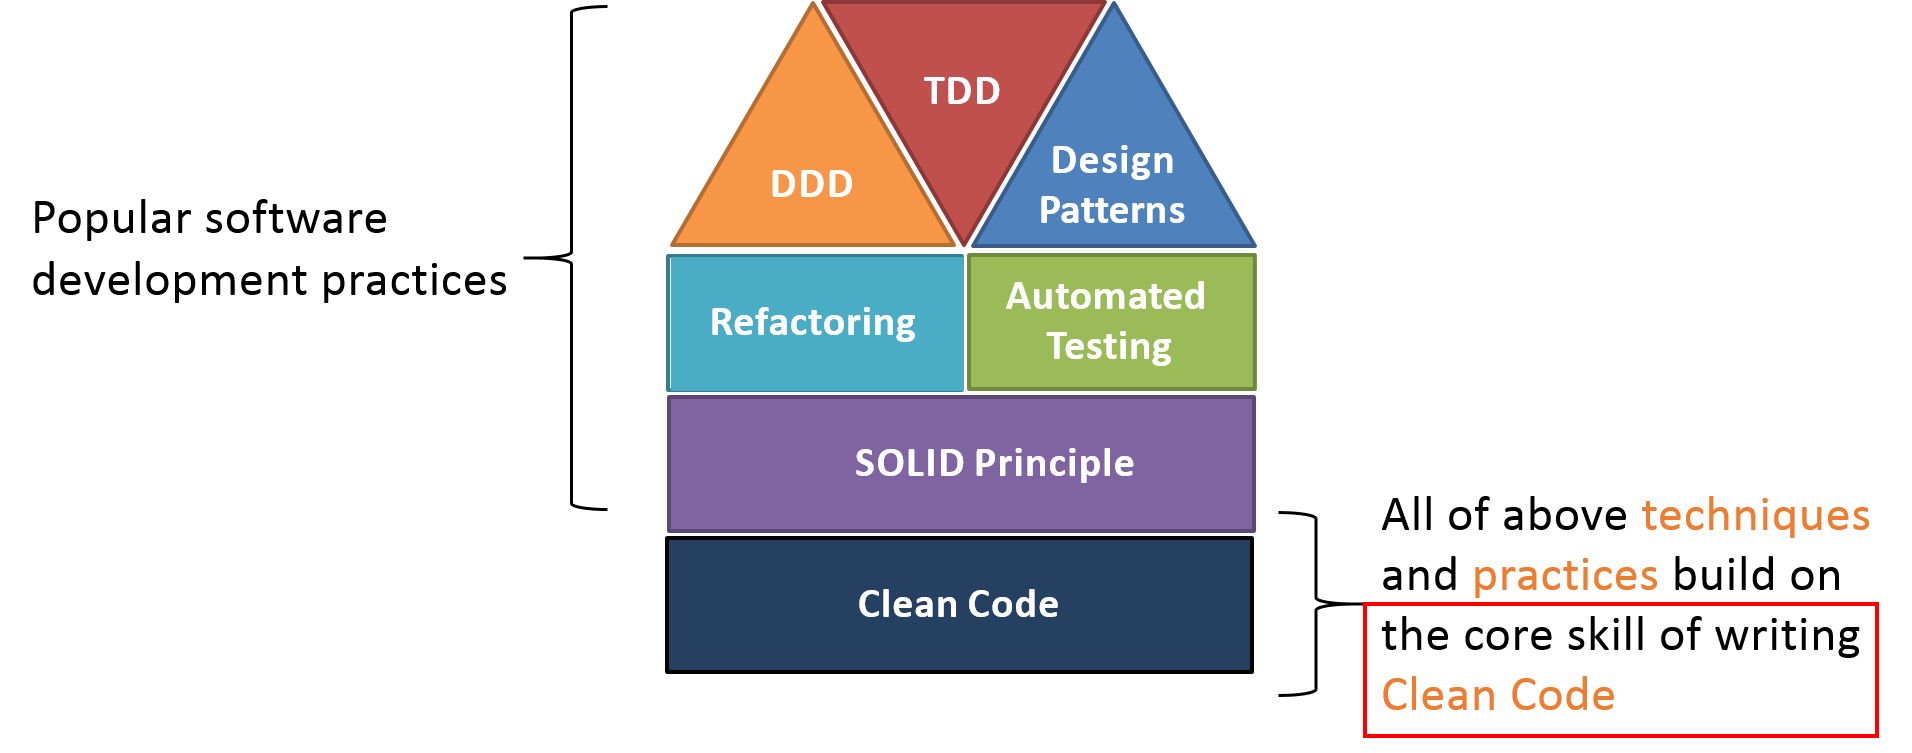 Popular software
development practices
TDD
DDD
Design
Patterns
Refactoring
Automated
Testing
SOLID Principle
Clean Code
All of above techniques
and practices build on
the core skill of writing
Clean Code